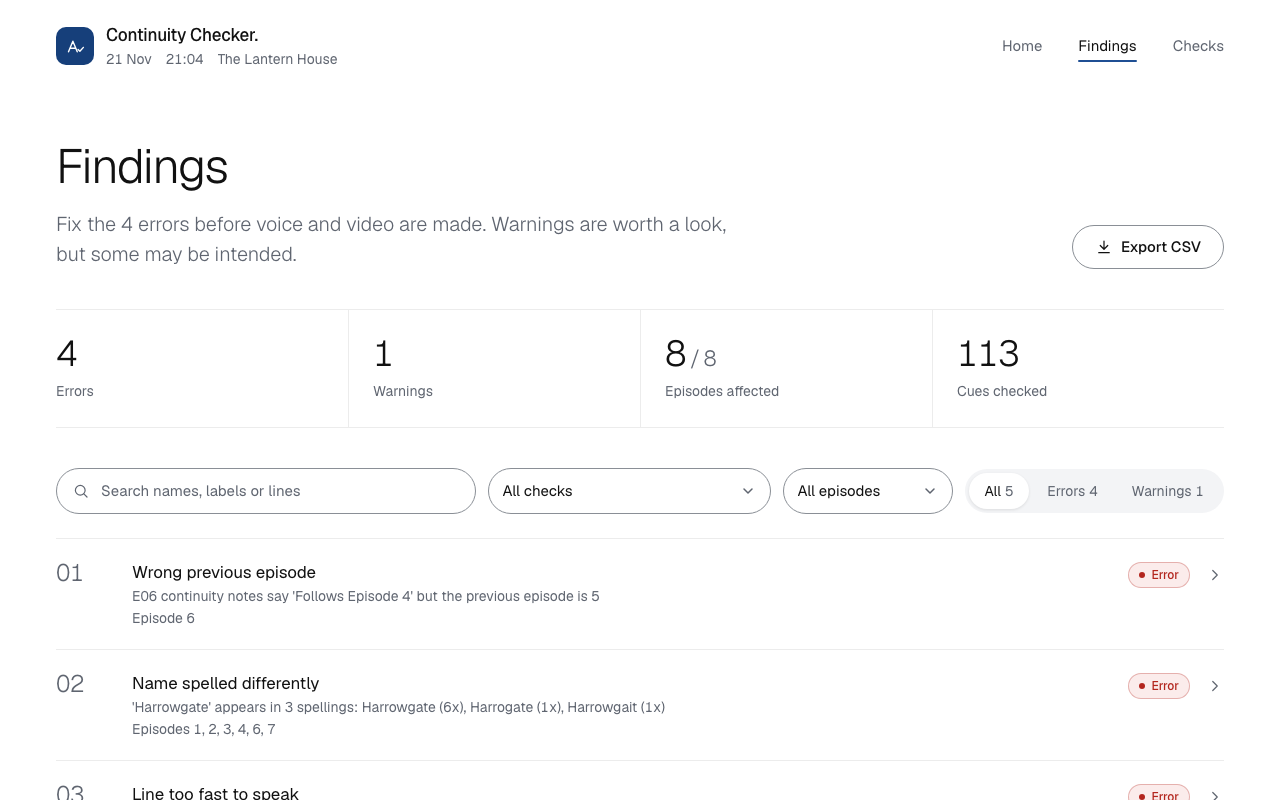 Continuity Checker.
21 Nov 21:04 The Lantern House
Home Findings Checks
Findings
Fix the 4 errors before voice and video are made. Warnings are worth a look,
but some may be intended.
Export CSV
4 1 8 / 8 113
Errors Warnings Episodes affected Cues checked
Search names, labels or lines All checks All episodes All 5 Errors 4 Warnings 1
01 Wrong previous episode Error
E06 continuity notes say 'Follows Episode 4' but the previous episode is 5
Episode 6
02 Name spelled differently Error
'Harrowgate' appears in 3 spellings: Harrowgate (6x), Harrogate (1x), Harrowgait (1x)
Episodes 1, 2, 3, 4, 6, 7
03 Line too fast to speak Error